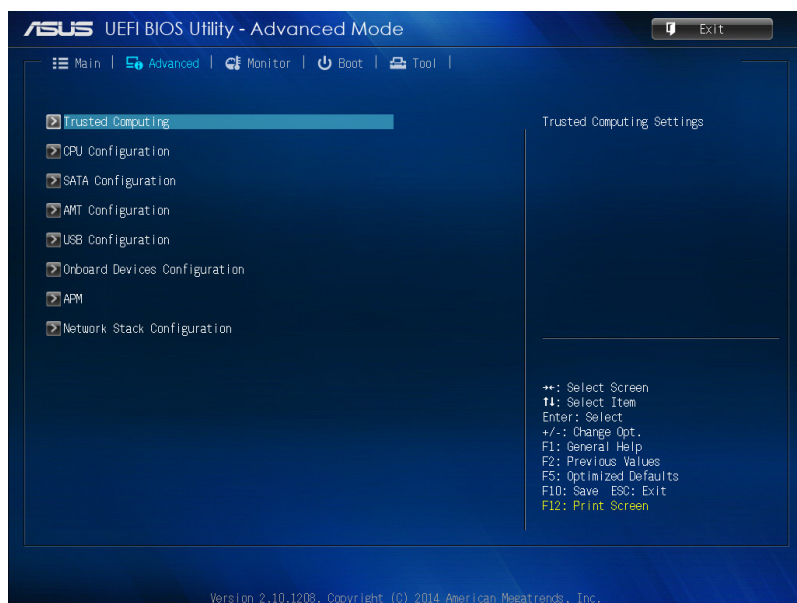 ASUS UEFI BIOS Utility - Advanced Mode
Exit
Main | Advanced | Monitor | Boot | Tool |
Trusted Computing
CPU Configuration
SATA Configuration
AMT Configuration
USB Configuration
Onboard Devices Configuration
APM
Network Stack Configuration
Trusted Computing Settings
→←: Select Screen
↑↓: Select Item
Enter: Select
+/-: Change Opt.
F1: General Help
F2: Previous Values
F5: Optimized Defaults
F10: Save ESC: Exit
F12: Print Screen
Version 2.10.1208. Copyright (C) 2014 American Megatrends, Inc.